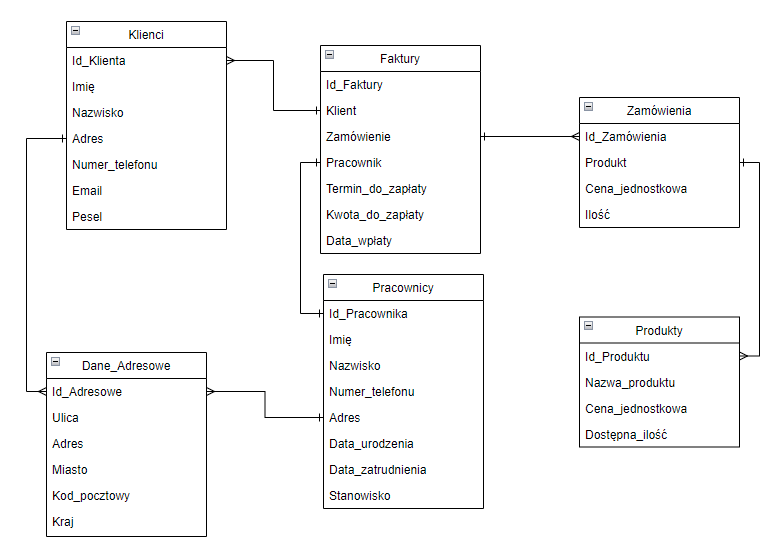 Klienci
Id_Klienta
Imię
Nazwisko
Adres
Numer_telefonu
Email
Pesel
Faktury
Id_Faktury
Klient
Zamówienie
Pracownik
Termin_do_zapłaty
Kwota_do_zapłaty
Data_wpłaty
Zamówienia
Id_Zamówienia
Produkt
Cena_jednostkowa
Ilość
Dane_Adresowe
Id_Adresowe
Ulica
Adres
Miasto
Kod_pocztowy
Kraj
Pracownicy
Id_Pracownika
Imię
Nazwisko
Numer_telefonu
Adres
Data_urodzenia
Data_zatrudnienia
Stanowisko
Produkty
Id_Produktu
Nazwa_produktu
Cena_jednostkowa
Dostępna_ilość